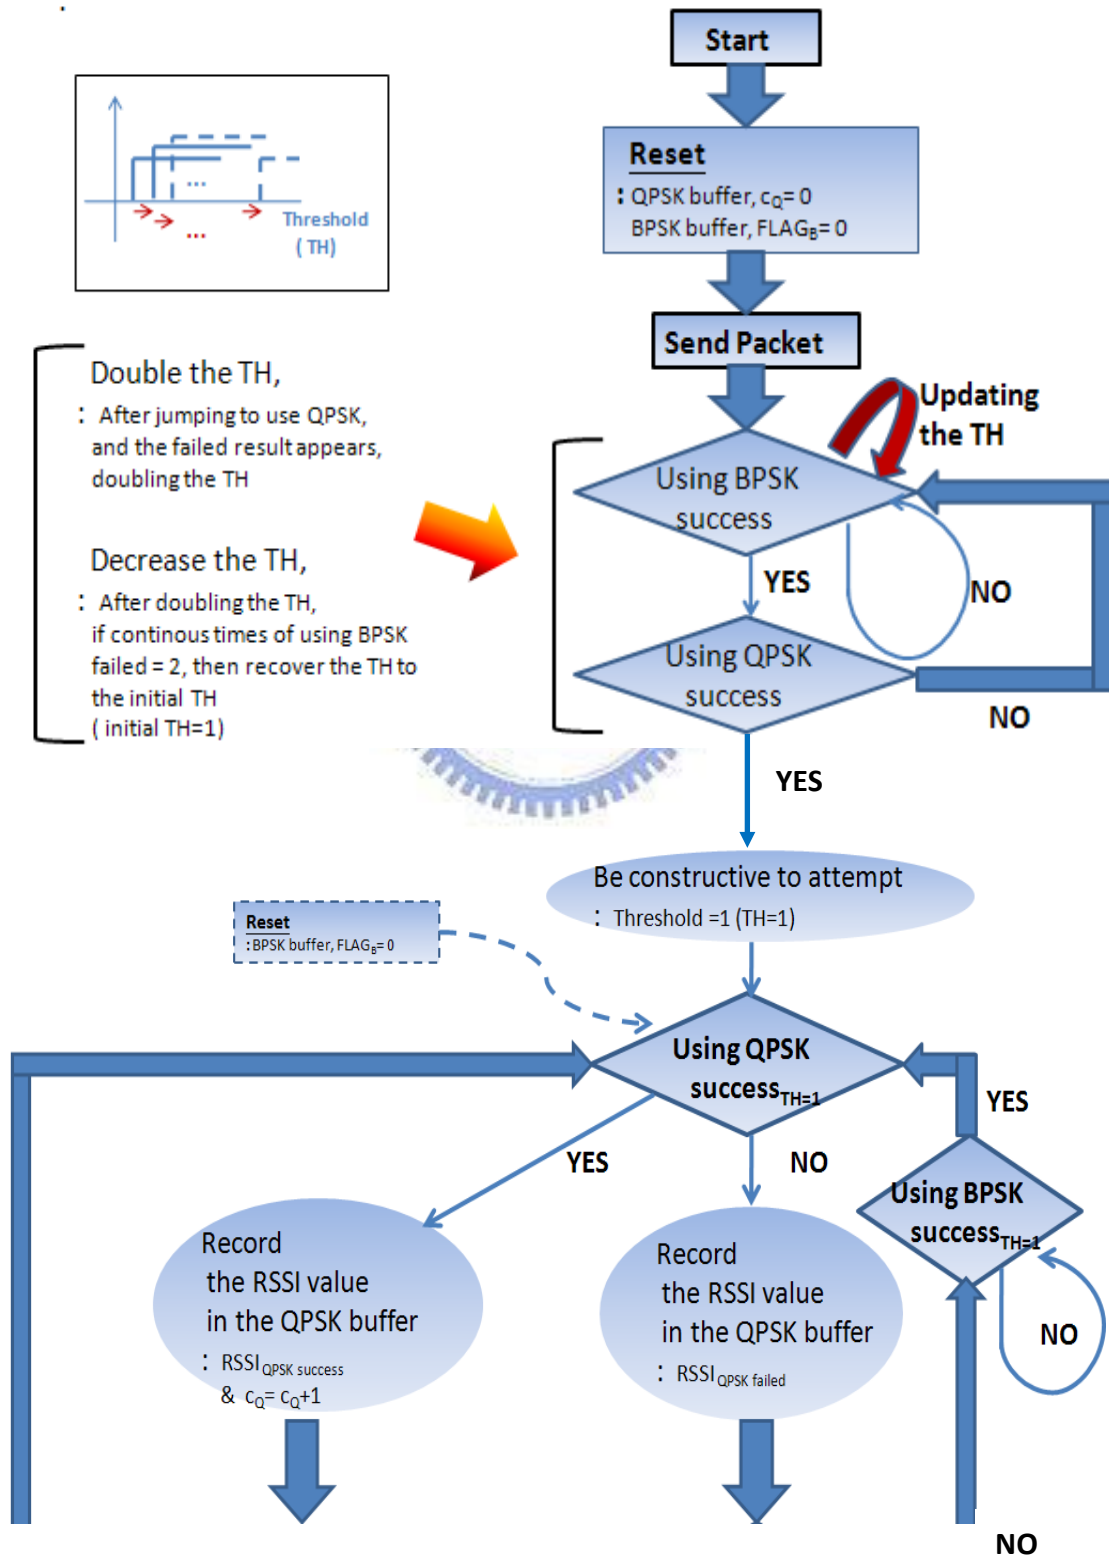 Start
Reset
: QPSK buffer, cQ= 0
BPSK buffer, FLAGB= 0
...
...
Threshold
( TH)
Send Packet
Double the TH,
: After jumping to use QPSK,
and the failed result appears,
doubling the TH
Decrease the TH,
: After doubling the TH,
if continous times of using BPSK
failed = 2, then recover the TH to
the initial TH
( initial TH=1)
Updating
the TH
Using BPSK
success
YES
NO
Using QPSK
success
NO
YES
Be constructive to attempt
: Threshold =1 (TH=1)
Reset
: BPSK buffer, FLAGB= 0
Using QPSK
successTH=1
YES
NO
YES
Using BPSK
successTH=1
NO
Record
the RSSI value
in the QPSK buffer
: RSSIQPSK success
& cQ= cQ+1
Record
the RSSI value
in the QPSK buffer
: RSSIQPSK failed
NO